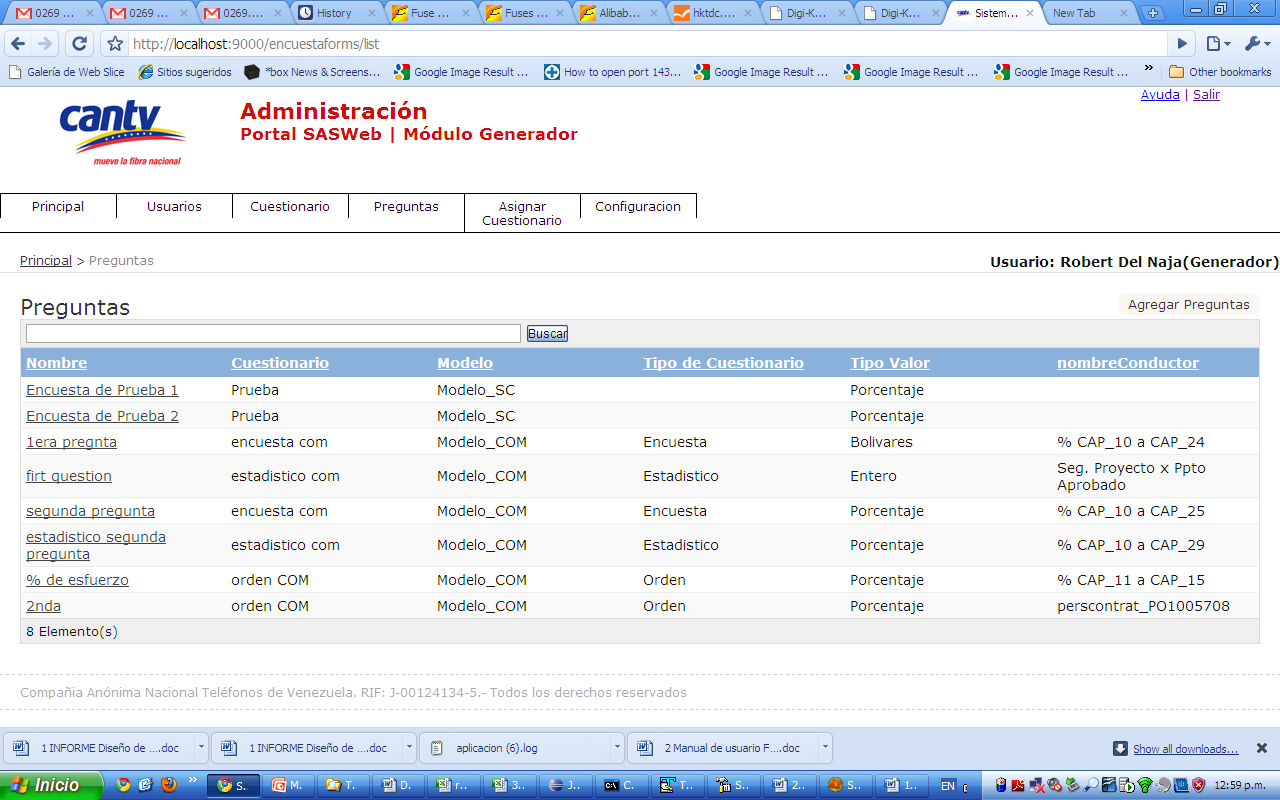 0269 ...
0269 ...
0269....
History
Fuse ...
Fuses ...
Alibab...
hktdc....
Digi-K...
Digi-K...
Sistem...
New Tab
http://localhost:9000/encuestaforms/list
Galería de Web Slice
Sitios sugeridos
*box News & Screens...
Google Image Result ...
How to open port 143...
Google Image Result ...
Google Image Result ...
Google Image Result ...
»
Other bookmarks
cantv
mueve la fibra nacional
Administración
Portal SASWeb | Módulo Generador
Ayuda | Salir
Principal
Usuarios
Cuestionario
Preguntas
Asignar
Cuestionario
Configuracion
Principal > Preguntas
Usuario: Robert Del Naja(Generador)
Preguntas
Agregar Preguntas
Buscar
Nombre Cuestionario Modelo Tipo de Cuestionario Tipo Valor nombreConductor
Encuesta de Prueba 1 Prueba Modelo_SC Porcentaje
Encuesta de Prueba 2 Prueba Modelo_SC Porcentaje
1era pregnta encuesta com Modelo_COM Encuesta Bolivares % CAP_10 a CAP_24
firt question estadistico com Modelo_COM Estadistico Entero Seg. Proyecto x Ppto
Aprobado
segunda pregunta encuesta com Modelo_COM Encuesta Porcentaje % CAP_10 a CAP_25
estadistico segunda
pregunta estadistico com Modelo_COM Estadistico Porcentaje % CAP_10 a CAP_29
% de esfuerzo orden COM Modelo_COM Orden Porcentaje % CAP_11 a CAP_15
2nda orden COM Modelo_COM Orden Porcentaje perscontrat_PO1005708
8 Elemento(s)
Compañia Anónima Nacional Teléfonos de Venezuela. RIF: J-00124134-5.- Todos los derechos reservados
1 INFORME Diseño de ....doc
1 INFORME Diseño de ....doc
aplicacion (6).log
2 Manual de usuario F....doc
Show all downloads...
Inicio
»
S..
M.
T..
D.
r..
3..
J..
C.
T..
S..
2..
S..
1..
EN
12:59 p.m.